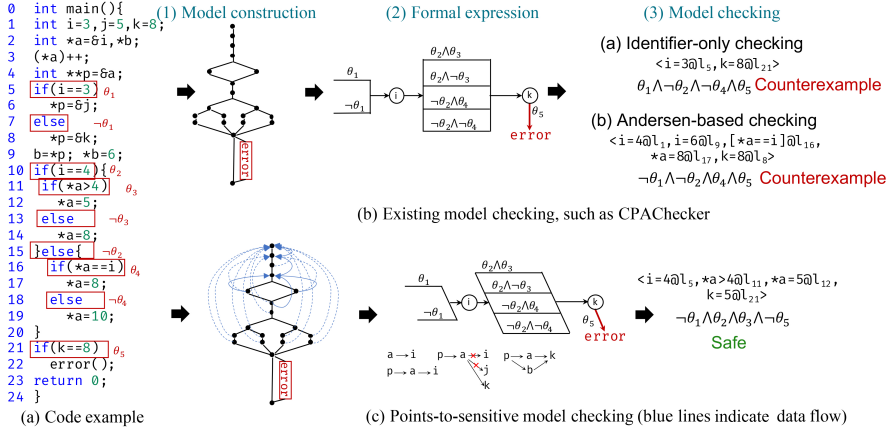 0 int main(){
1 int i=3,j=5,k=8;
2 int *a=&i,*b;
3 (*a)++;
4 int **p=&a;
5 if(i==3) θ1
6 *p=&j;
7 else ¬θ1
8 *p=&k;
9 b=*p; *b=6;
10 if(i==4){ θ2
11 if(*a>4) θ3
12 *a=5;
13 else ¬θ3
14 *a=8;
15 }else{ ¬θ2
16 if(*a==i) θ4
17 *a=8;
18 else ¬θ4
19 *a=10;
20 }
21 if(k==8) θ5
22 error();
23 return 0;
24 }
(a) Code example
(1) Model construction
(2) Formal expression
(3) Model checking
error
θ1
¬θ1
i
θ2∧θ3
θ2∧¬θ3
¬θ2∧θ4
¬θ2∧¬θ4
k
θ5
error
(a) Identifier-only checking
<i=3@l5,k=8@l21>
θ1∧¬θ2∧¬θ4∧θ5 Counterexample
(b) Andersen-based checking
<i=4@l1,i=6@l9,[*a==i]@l16,
*a=8@l17,k=8@l8>
¬θ1∧¬θ2∧θ4∧θ5 Counterexample
(b) Existing model checking, such as CPAChecker
error
θ1
¬θ1
i
θ2∧θ3
θ2∧¬θ3
¬θ2∧θ4
¬θ2∧¬θ4
k
θ5
error
a→i p→a→i p→a→k
p→a→i j b
k
<i=4@l5,*a>4@l11,*a=5@l12,
k=5@l21>
¬θ1∧θ2∧θ3∧¬θ5
Safe
(c) Points-to-sensitive model checking (blue lines indicate data flow)